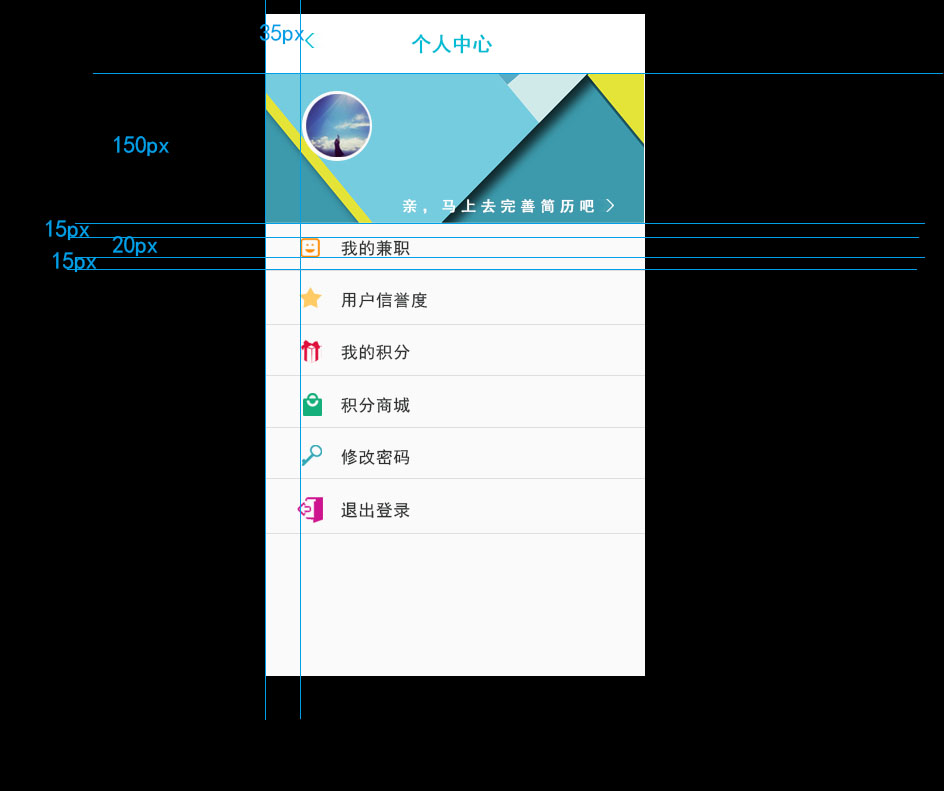 35px
个人中心
150px
亲，马上去完善简历吧
15px
20px
15px
我的兼职
用户信誉度
我的积分
积分商城
修改密码
退出登录